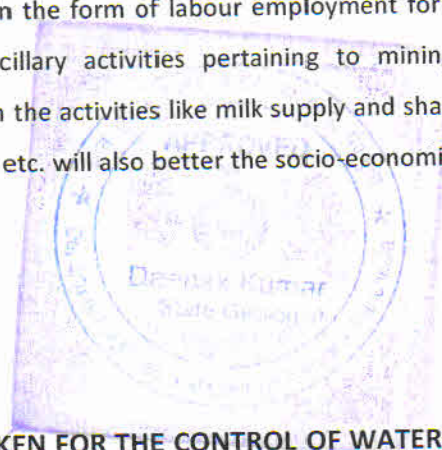 n the form of labour employment for
cillary activities pertaining to minin
n the activities like milk supply and sha
etc. will also better the socio-economi
APPROVED
Deepak Kumar
State Geologist
KEN FOR THE CONTROL OF WATER